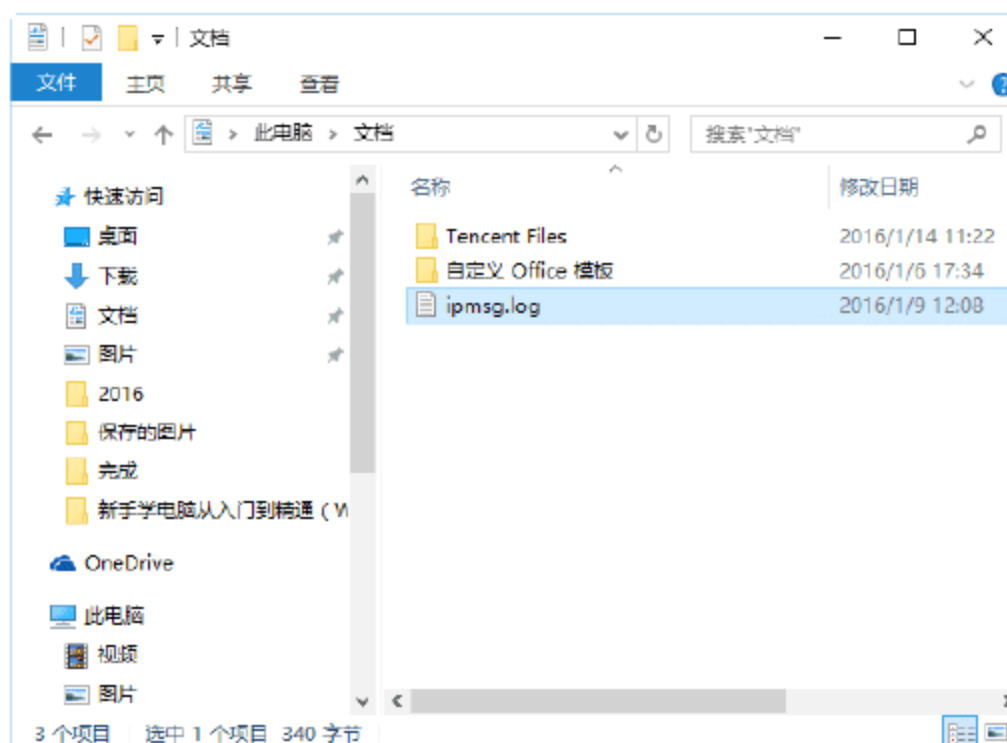 文档
文件 主页 共享 查看
此电脑 > 文档 搜索"文档"
名称 修改日期
快速访问
桌面
下载
文档
图片
2016
保存的图片
完成
新手学电脑从入门到精通（W
OneDrive
此电脑
视频
图片
Tencent Files 2016/1/14 11:22
自定义 Office 模板 2016/1/6 17:34
ipmsg.log 2016/1/9 12:08
3 个项目 选中 1 个项目 340 字节